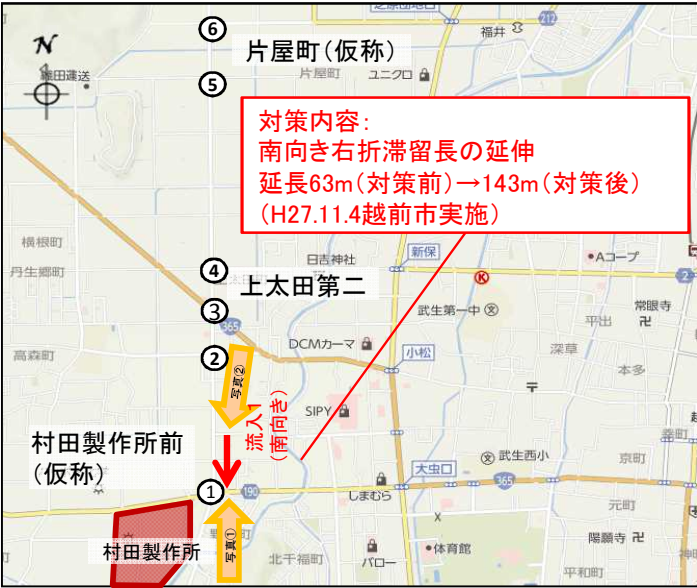 ⑥
片屋町(仮称)
福井
212
N
片屋町
ユニクロ
⑤
対策内容:
南向き右折滞留長の延伸
延長63m(対策前)→143m(対策後)
(H27.11.4越前市実施)
横根町
丹生郷町
④
日吉神社
新保
Aコープ
2
上太田第二
K
③
365
武生第一中
文
常眼寺
平出
DCMカーマ
高森町
②
小松
深草
本多
写真②
SIPY
流入1
(南向き)
村田製作所前
(仮称)
幸町
大虫口
文
武生西小
京町
①
190
365
しまむら
元町
村田製作所
写真①
北千福町
バロー
体育館
陽願寺
平和町